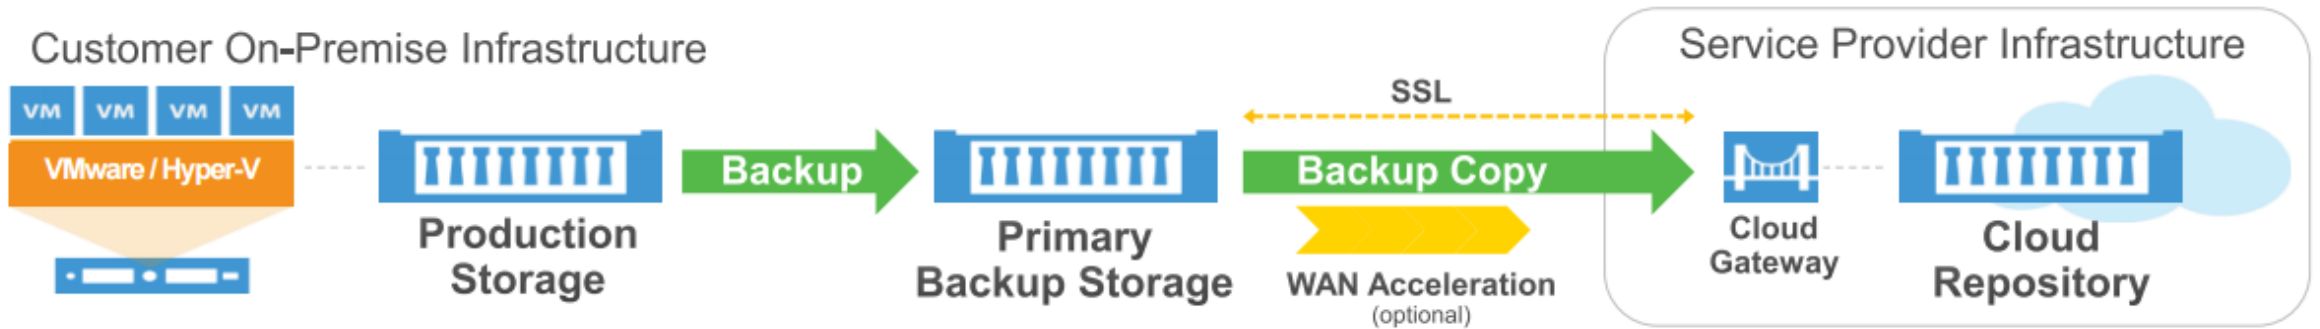 Customer On-Premise Infrastructure
Service Provider Infrastructure
VM VM VM VM
VMware / Hyper-V
Production
Storage
Backup
Primary
Backup Storage
SSL
Backup Copy
WAN Acceleration
(optional)
Cloud
Gateway
Cloud
Repository